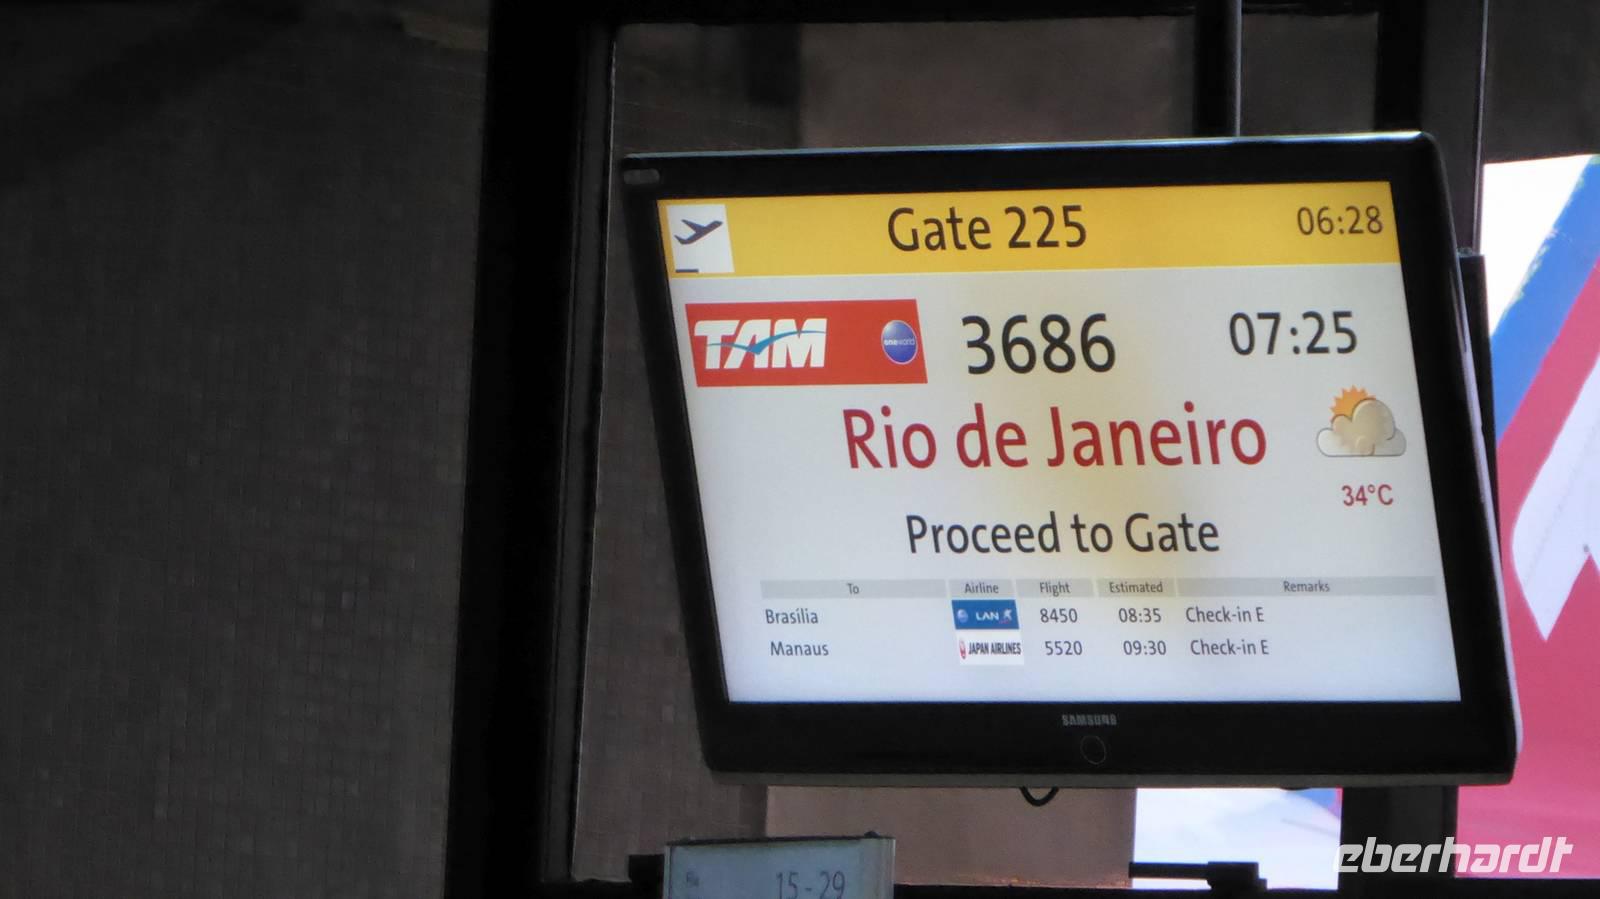 Gate 225 06:28
TAM oneworld 3686 07:25
Rio de Janeiro
34°C
Proceed to Gate
To Airline Flight Estimated Remarks
Brasília LAN 8450 08:35 Check-in E
Manaus JAPAN AIRLINES 5520 09:30 Check-in E
SAMSUNG
15-29
eberhardt